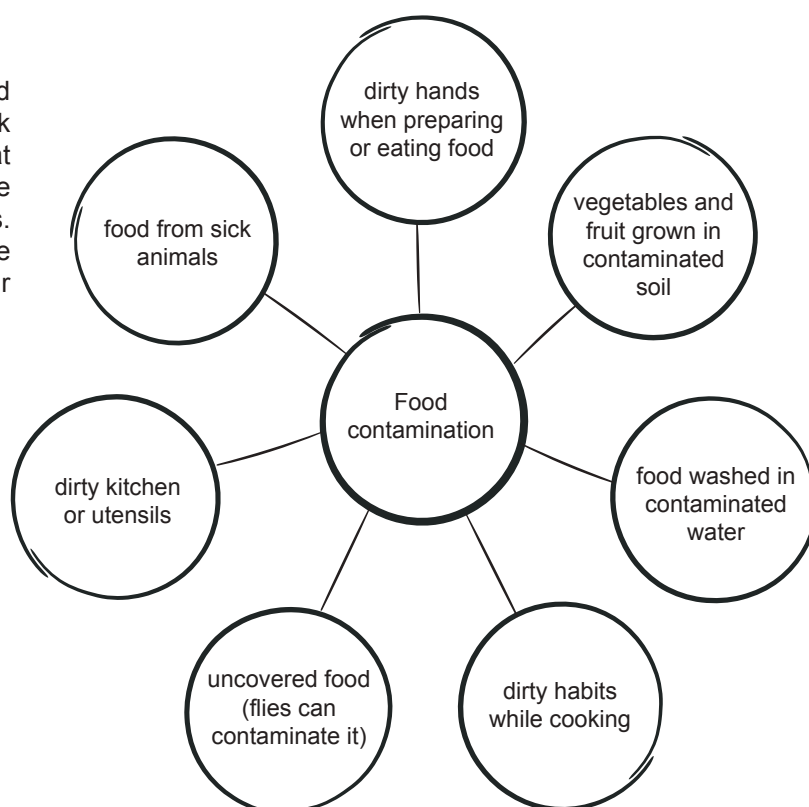 dirty hands
when preparing
or eating food
vegetables and
fruit grown in
contaminated
soil
food from sick
animals
Food
contamination
food washed in
contaminated
water
dirty kitchen
or utensils
uncovered food
(flies can
contaminate it)
dirty habits
while cooking